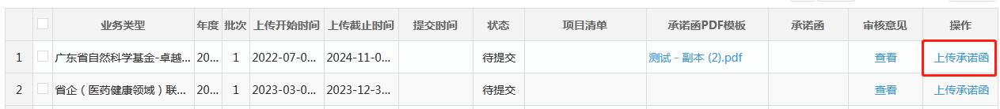 业务类型 年度 批次 上传开始时间 上传截止时间 提交时间 状态 项目清单 承诺函PDF模板 承诺函 审核意见 操作
1 广东省自然科学基金-卓越... 20... 1 2022-07-0... 2024-11-0... 待提交 测试 - 副本 (2).pdf 查看 上传承诺函
2 省企（医药健康领域）联... 20... 1 2023-03-0... 2023-12-3... 待提交 查看 上传承诺函